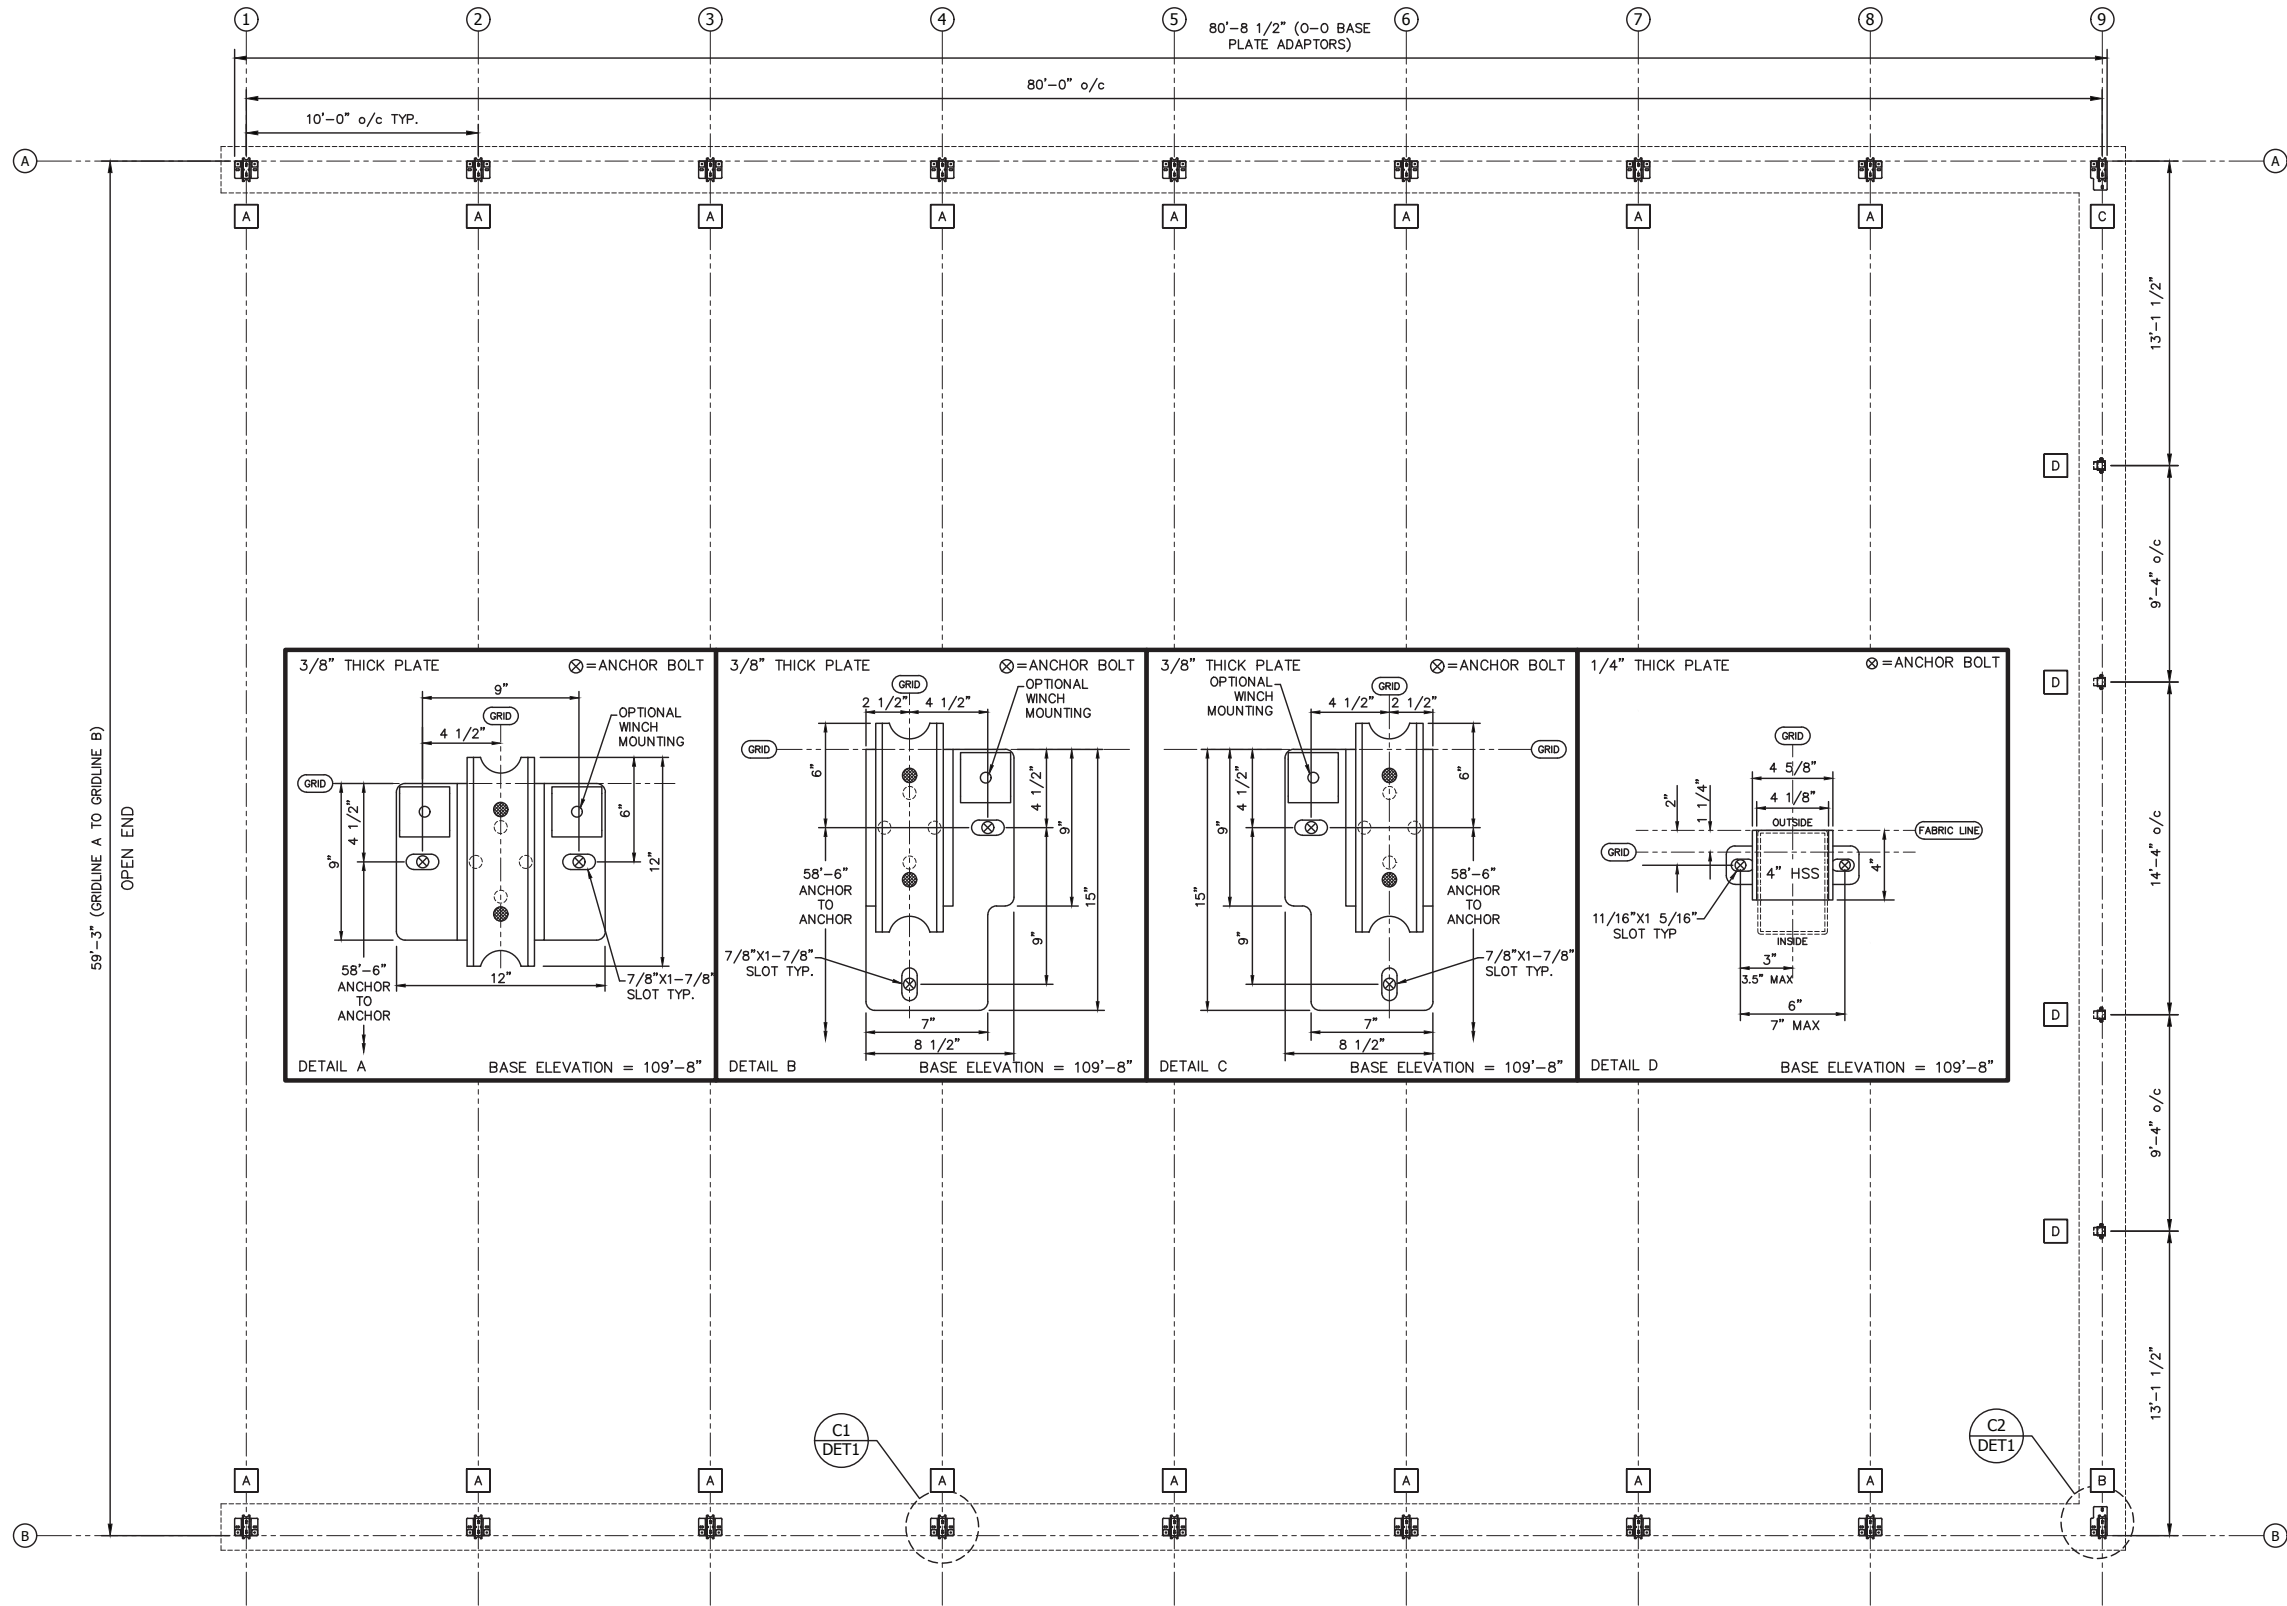 1
2
3
4
5
6
7
8
9
80'-8 1/2" (O-O BASE
PLATE ADAPTORS)
80'-0" o/c
10'-0" o/c TYP.
A
A
A
A
A
A
A
A
A
A
C
13'-1 1/2"
D
9'-4" o/c
D
14'-4" o/c
D
9'-4" o/c
D
13'-1 1/2"
59'-3" (GRIDLINE A TO GRIDLINE B)
OPEN END
3/8" THICK PLATE
⊗=ANCHOR BOLT
9"
GRID
4 1/2"
OPTIONAL
WINCH
MOUNTING
GRID
4 1/2"
9"
6"
12"
58'-6"
ANCHOR
TO
ANCHOR
12"
7/8"X1-7/8"
SLOT TYP.
DETAIL A
BASE ELEVATION = 109'-8"
3/8" THICK PLATE
⊗=ANCHOR BOLT
GRID
OPTIONAL
WINCH
MOUNTING
2 1/2"
4 1/2"
GRID
6"
4 1/2"
9"
15"
9"
58'-6"
ANCHOR
TO
ANCHOR
7/8"X1-7/8"
SLOT TYP.
7"
8 1/2"
DETAIL B
BASE ELEVATION = 109'-8"
3/8" THICK PLATE
⊗=ANCHOR BOLT
OPTIONAL
WINCH
MOUNTING
GRID
4 1/2"
2 1/2"
GRID
4 1/2"
9"
15"
9"
6"
58'-6"
ANCHOR
TO
ANCHOR
7/8"X1-7/8"
SLOT TYP.
7"
8 1/2"
DETAIL C
BASE ELEVATION = 109'-8"
1/4" THICK PLATE
⊗=ANCHOR BOLT
GRID
4 5/8"
4 1/8"
2"
1 1/4"
OUTSIDE
FABRIC LINE
GRID
4" HSS
4"
11/16"X1 5/16"
SLOT TYP
INSIDE
3"
3.5" MAX
6"
7" MAX
DETAIL D
BASE ELEVATION = 109'-8"
C1
DET1
C2
DET1
A
A
A
A
A
A
A
A
B
B
B